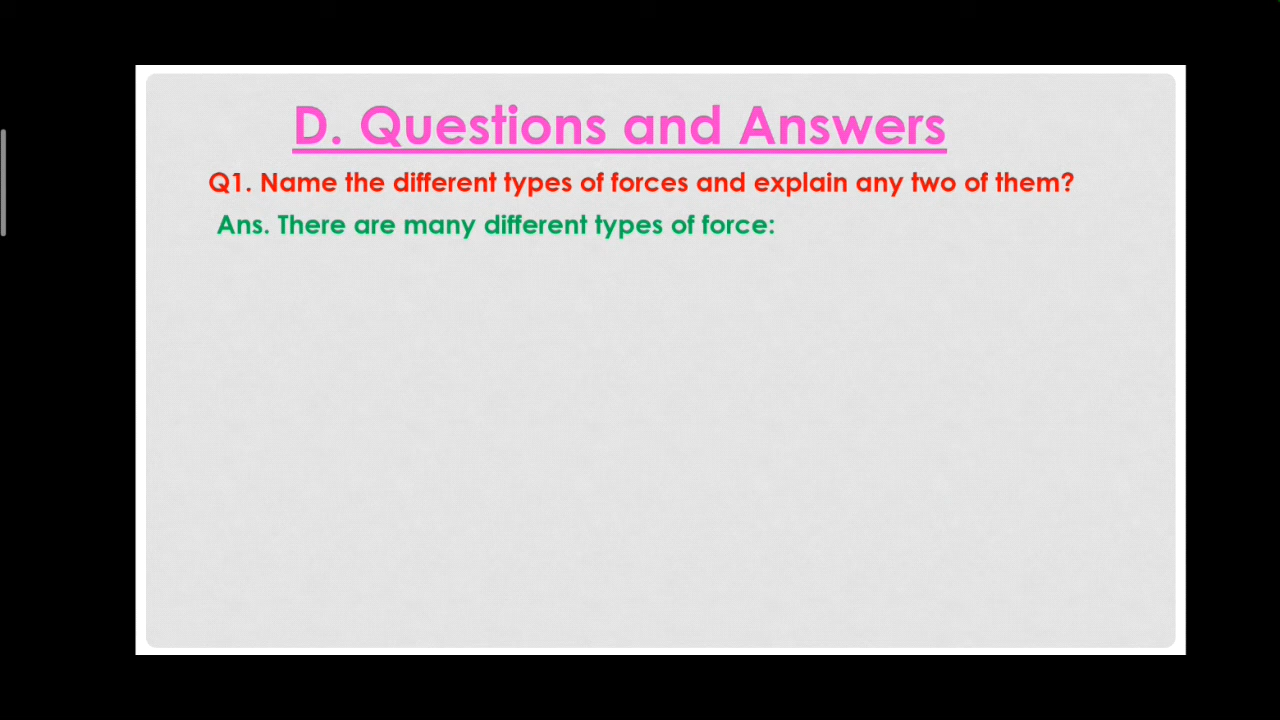 D. Questions and Answers
Q1. Name the different types of forces and explain any two of them?
Ans. There are many different types of force: